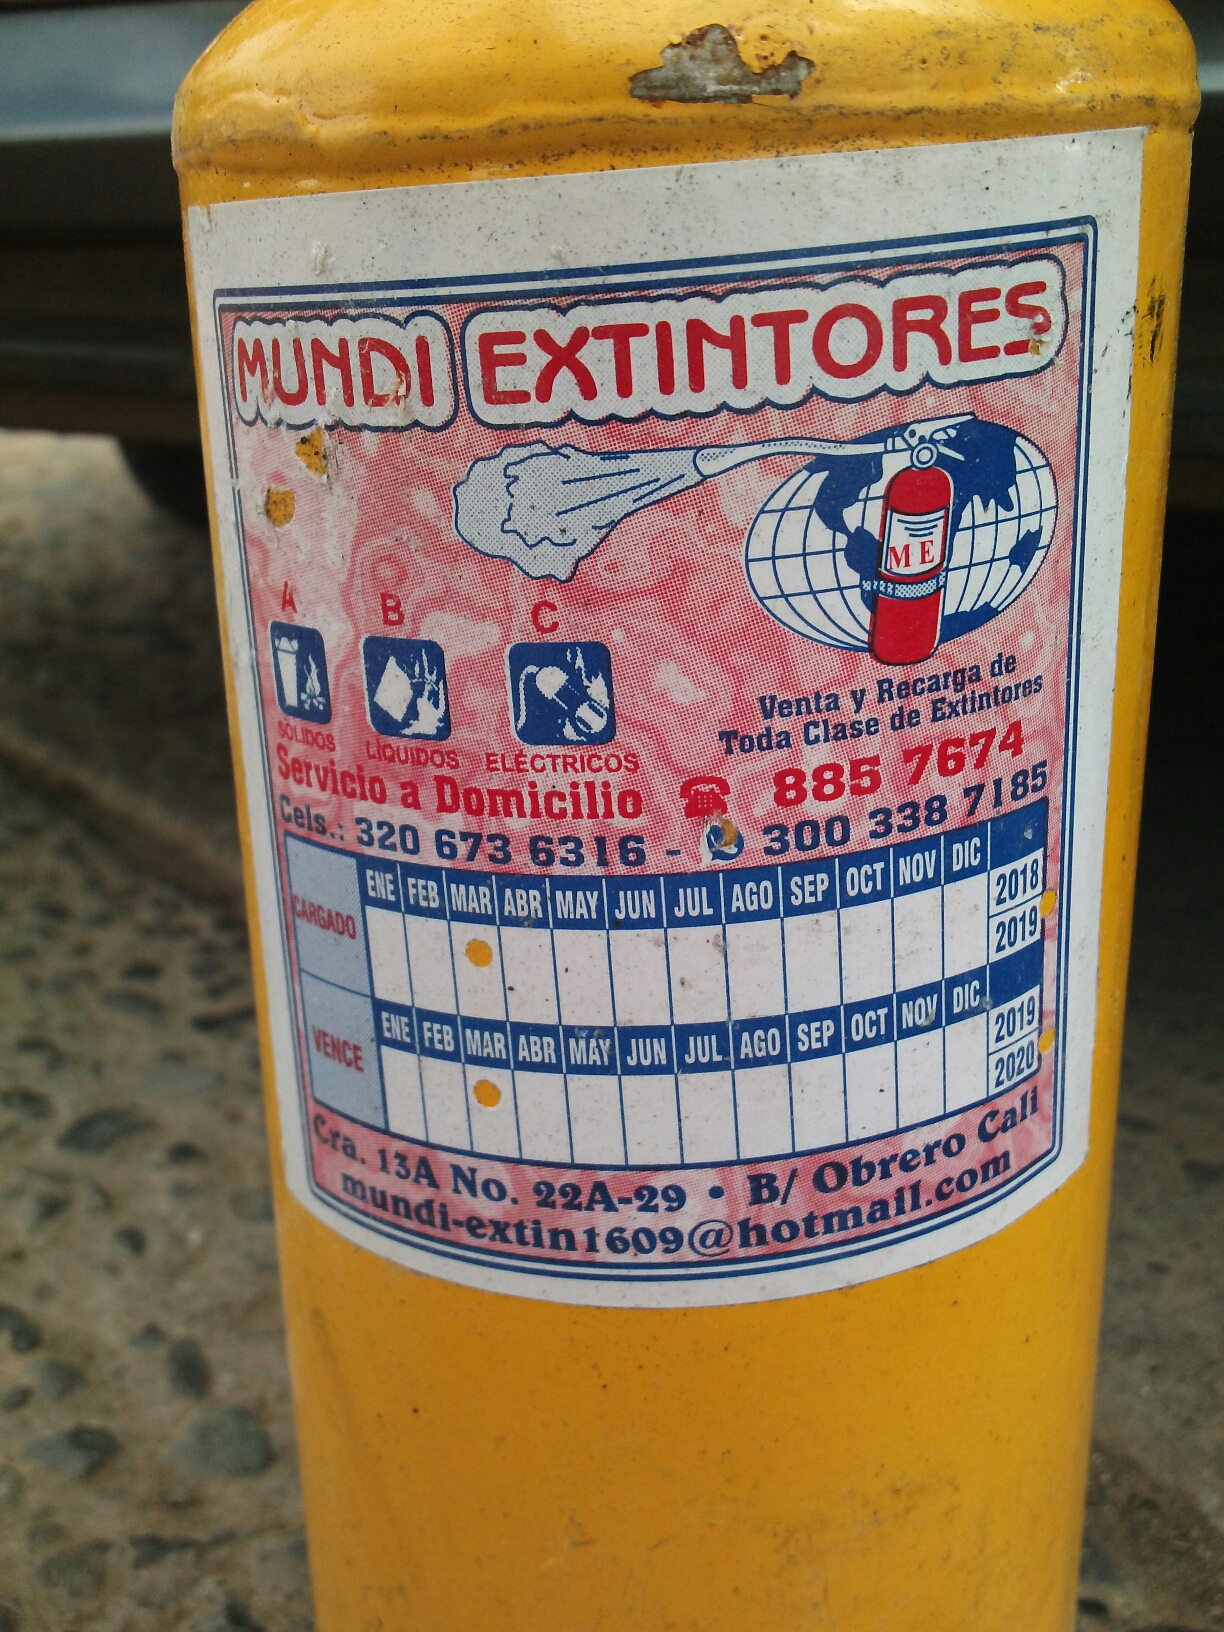 MUNDI EXTINTORES
M E
A B C
SÓLIDOS LÍQUIDOS ELÉCTRICOS
Venta y Recarga de
Toda Clase de Extintores
Servicio a Domicilio 885 7674
Cels.: 320 673 6316 - 300 338 7185
CARGADO ENE FEB MAR ABR MAY JUN JUL AGO SEP OCT NOV DIC
2018
2019
VENCE ENE FEB MAR ABR MAY JUN JUL AGO SEP OCT NOV DIC
2019
2020
Cra. 13A No. 22A-29 • B/ Obrero Cali
mundi-extin1609@hotmail.com